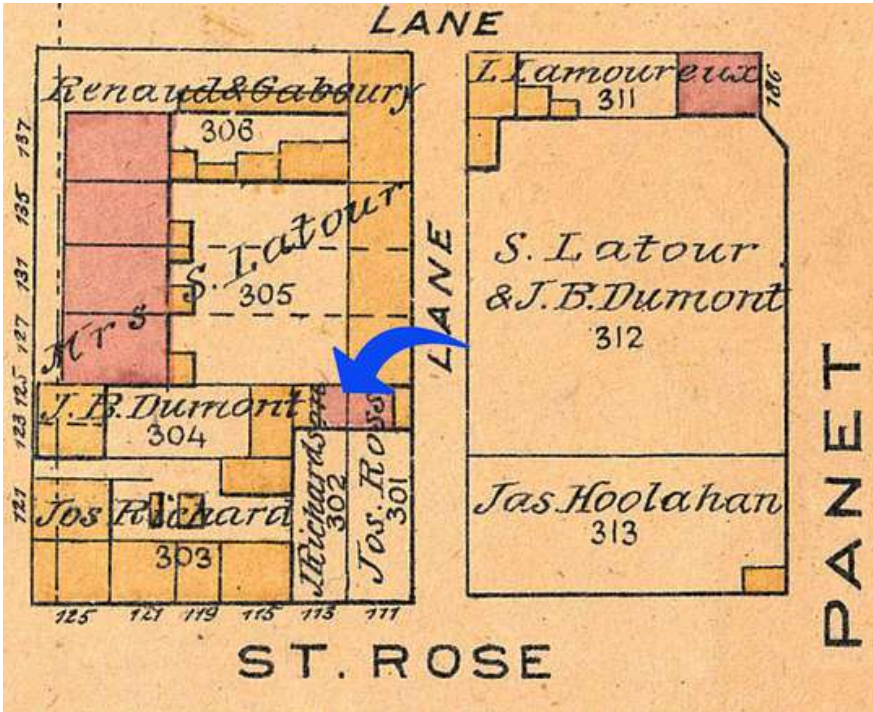 LANE
Renaud & Gaboury
306
L Lamoureux
311
186
137
135
131
127
125
123
121
Mrs S. Latour
305
LANE
S. Latour
& J. B. Dumont
312
J. B. Dumont
304
Jos Richard
303
J Richardson
302
Jos. Ross
301
Jas. Hoolahan
313
125
121
119
115
113
111
ST. ROSE
PANET